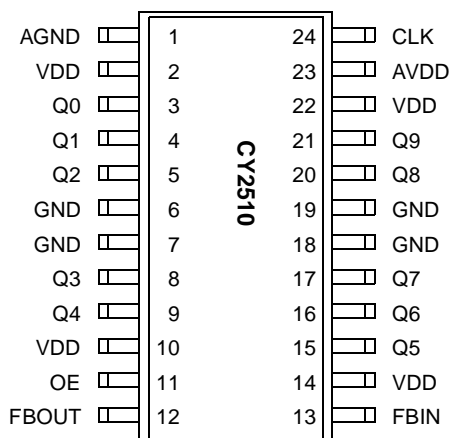 AGND 1 24 CLK
VDD 2 23 AVDD
Q0 3 22 VDD
Q1 4 21 Q9
Q2 5 20 Q8
GND 6 19 GND
GND 7 18 GND
Q3 8 17 Q7
Q4 9 16 Q6
VDD 10 15 Q5
OE 11 14 VDD
FBOUT 12 13 FBIN
CY2510